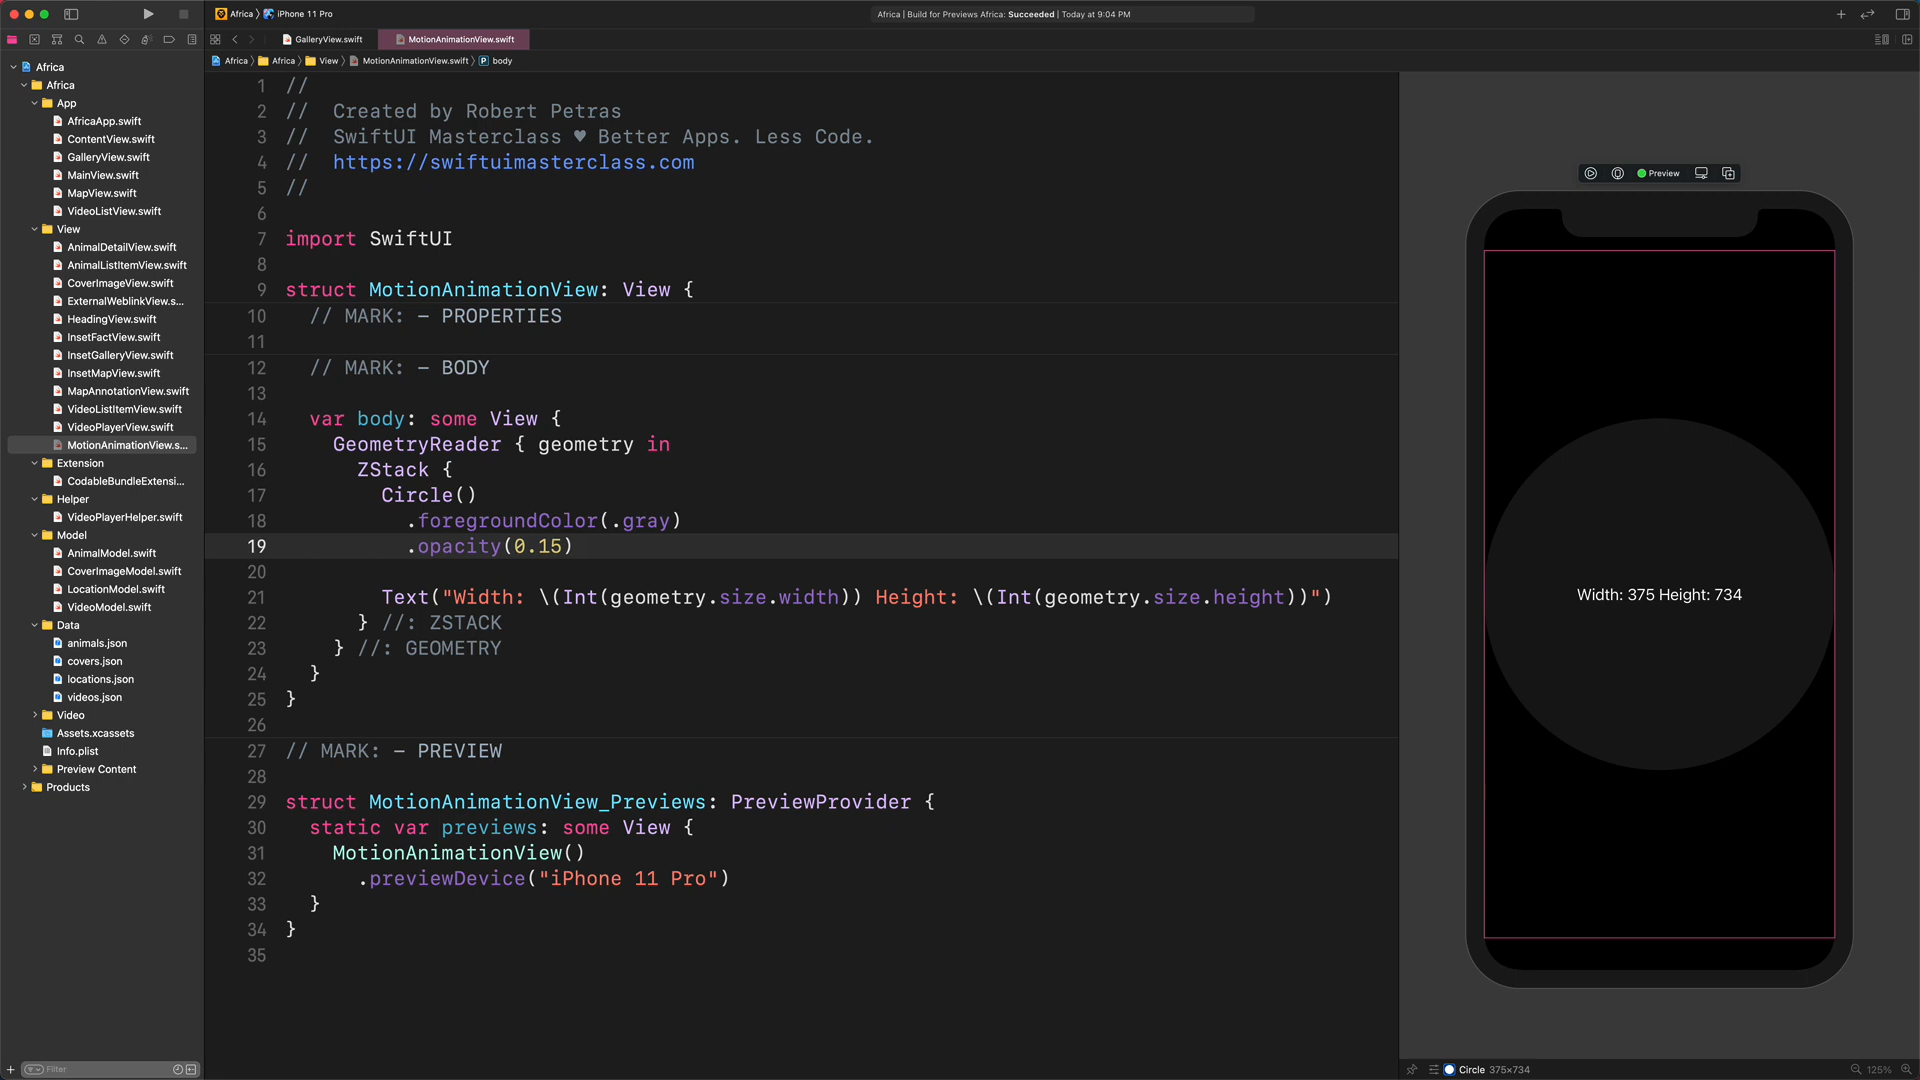 Africa
iPhone 11 Pro
Africa | Build for Previews Africa: Succeeded | Today at 9:04 PM
GalleryView.swift
MotionAnimationView.swift
Africa
Africa
View
MotionAnimationView.swift
P
body
Africa
Africa
App
AfricaApp.swift
ContentView.swift
GalleryView.swift
MainView.swift
MapView.swift
VideoListView.swift
View
AnimalDetailView.swift
AnimalListItemView.swift
CoverImageView.swift
ExternalWeblinkView.s...
HeadingView.swift
InsetFactView.swift
InsetGalleryView.swift
InsetMapView.swift
MapAnnotationView.swift
VideoListItemView.swift
VideoPlayerView.swift
MotionAnimationView.s...
Extension
CodableBundleExtensi...
Helper
VideoPlayerHelper.swift
Model
AnimalModel.swift
CoverImageModel.swift
LocationModel.swift
VideoModel.swift
Data
animals.json
covers.json
locations.json
videos.json
Video
Assets.xcassets
Info.plist
Preview Content
Products
Filter
1 //
2 //  Created by Robert Petras
3 //  SwiftUI Masterclass ♥ Better Apps. Less Code.
4 //  https://swiftuimasterclass.com
5 //
6
7 import SwiftUI
8
9 struct MotionAnimationView: View {
10   // MARK: - PROPERTIES
11
12   // MARK: - BODY
13
14   var body: some View {
15     GeometryReader { geometry in
16       ZStack {
17         Circle()
18           .foregroundColor(.gray)
19           .opacity(0.15)
20
21         Text("Width: \(Int(geometry.size.width)) Height: \(Int(geometry.size.height))")
22       } //: ZSTACK
23     } //: GEOMETRY
24   }
25 }
26
27 // MARK: - PREVIEW
28
29 struct MotionAnimationView_Previews: PreviewProvider {
30   static var previews: some View {
31     MotionAnimationView()
32       .previewDevice("iPhone 11 Pro")
33   }
34 }
35
Preview
Width: 375 Height: 734
Circle 375×734
125%